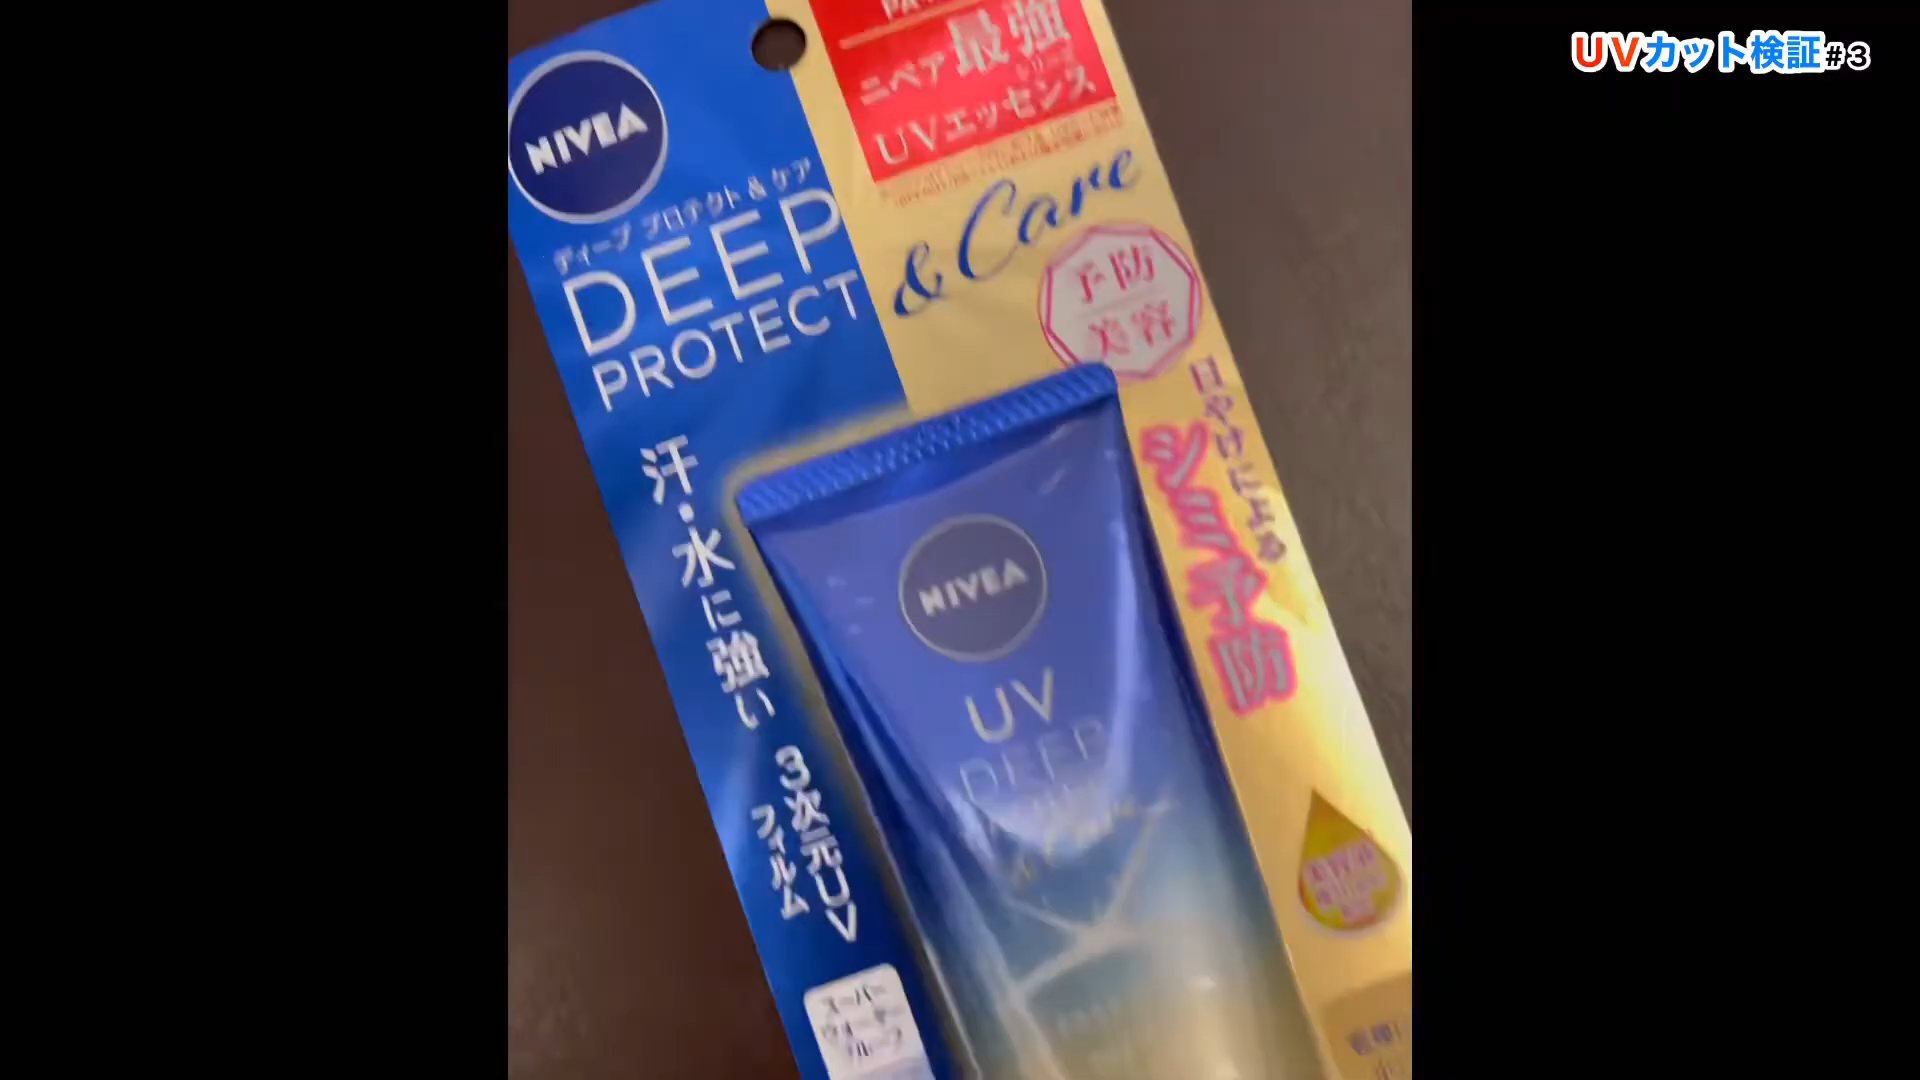 UVカット検証#3
NIVEA
ディープ プロテクト & ケア
DEEP
PROTECT
ニベア最強
UVエッセンス
& Care
予防
美容
日やけによる
シミ予防
汗・水に強い
3次元UV
フィルム
NIVEA
UV
DEEP
スーパー
ウォーター
プルーフ